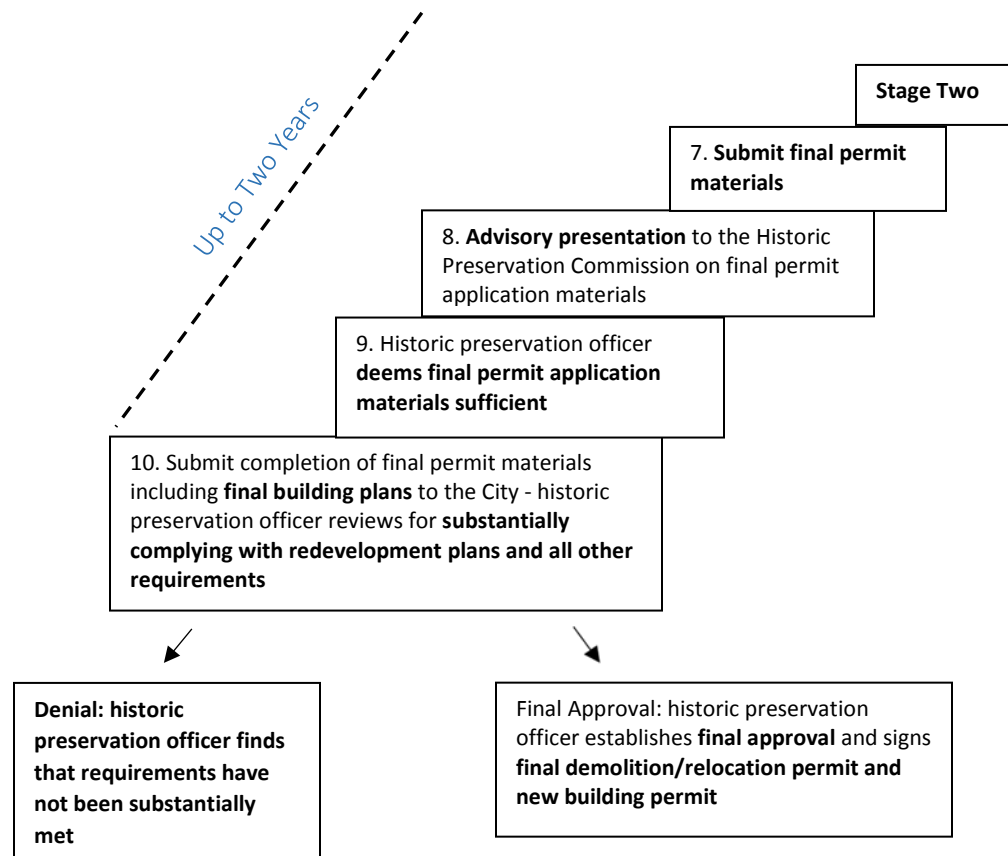 Stage Two
7. Submit final permit
materials
Up to Two Years
8. Advisory presentation to the Historic
Preservation Commission on final permit
application materials
9. Historic preservation officer
deems final permit application
materials sufficient
10. Submit completion of final permit materials
including final building plans to the City - historic
preservation officer reviews for substantially
complying with redevelopment plans and all other
requirements
Denial: historic
preservation officer finds
that requirements have
not been substantially
met
Final Approval: historic preservation
officer establishes final approval and signs
final demolition/relocation permit and
new building permit